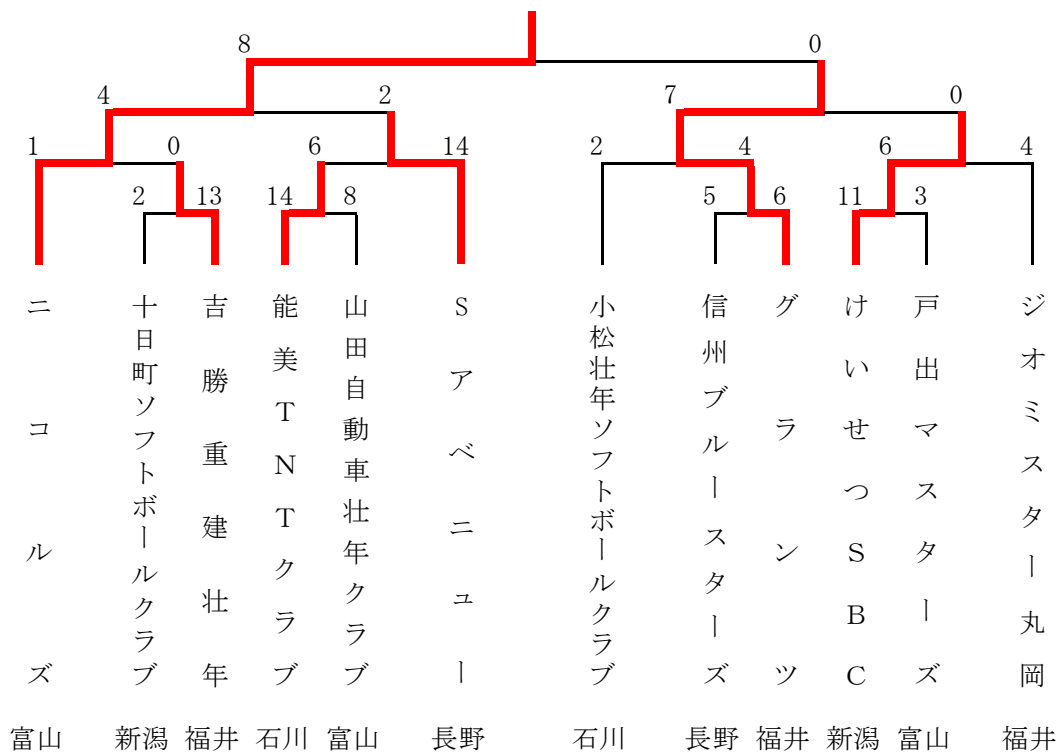 8 0
4 2 7 0
1 0 6 14 2 4 6 4
2 13 14 8 5 6 11 3
ニコルズ
十日町ソフトボールクラブ
吉勝重建壮年
能美TNTクラブ
山田自動車壮年クラブ
Sアベニュー
小松壮年ソフトボールクラブ
信州ブルースターズ
グランツ
けいせつSBC
戸出マスターズ
ジオミスター丸岡
富山 新潟 福井 石川 富山 長野 石川 長野 福井 新潟 富山 福井